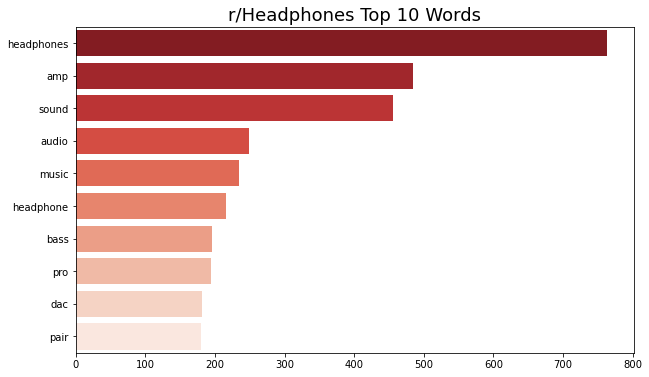 r/Headphones Top 10 Words
headphones
amp
sound
audio
music
headphone
bass
pro
dac
pair
0 100 200 300 400 500 600 700 800